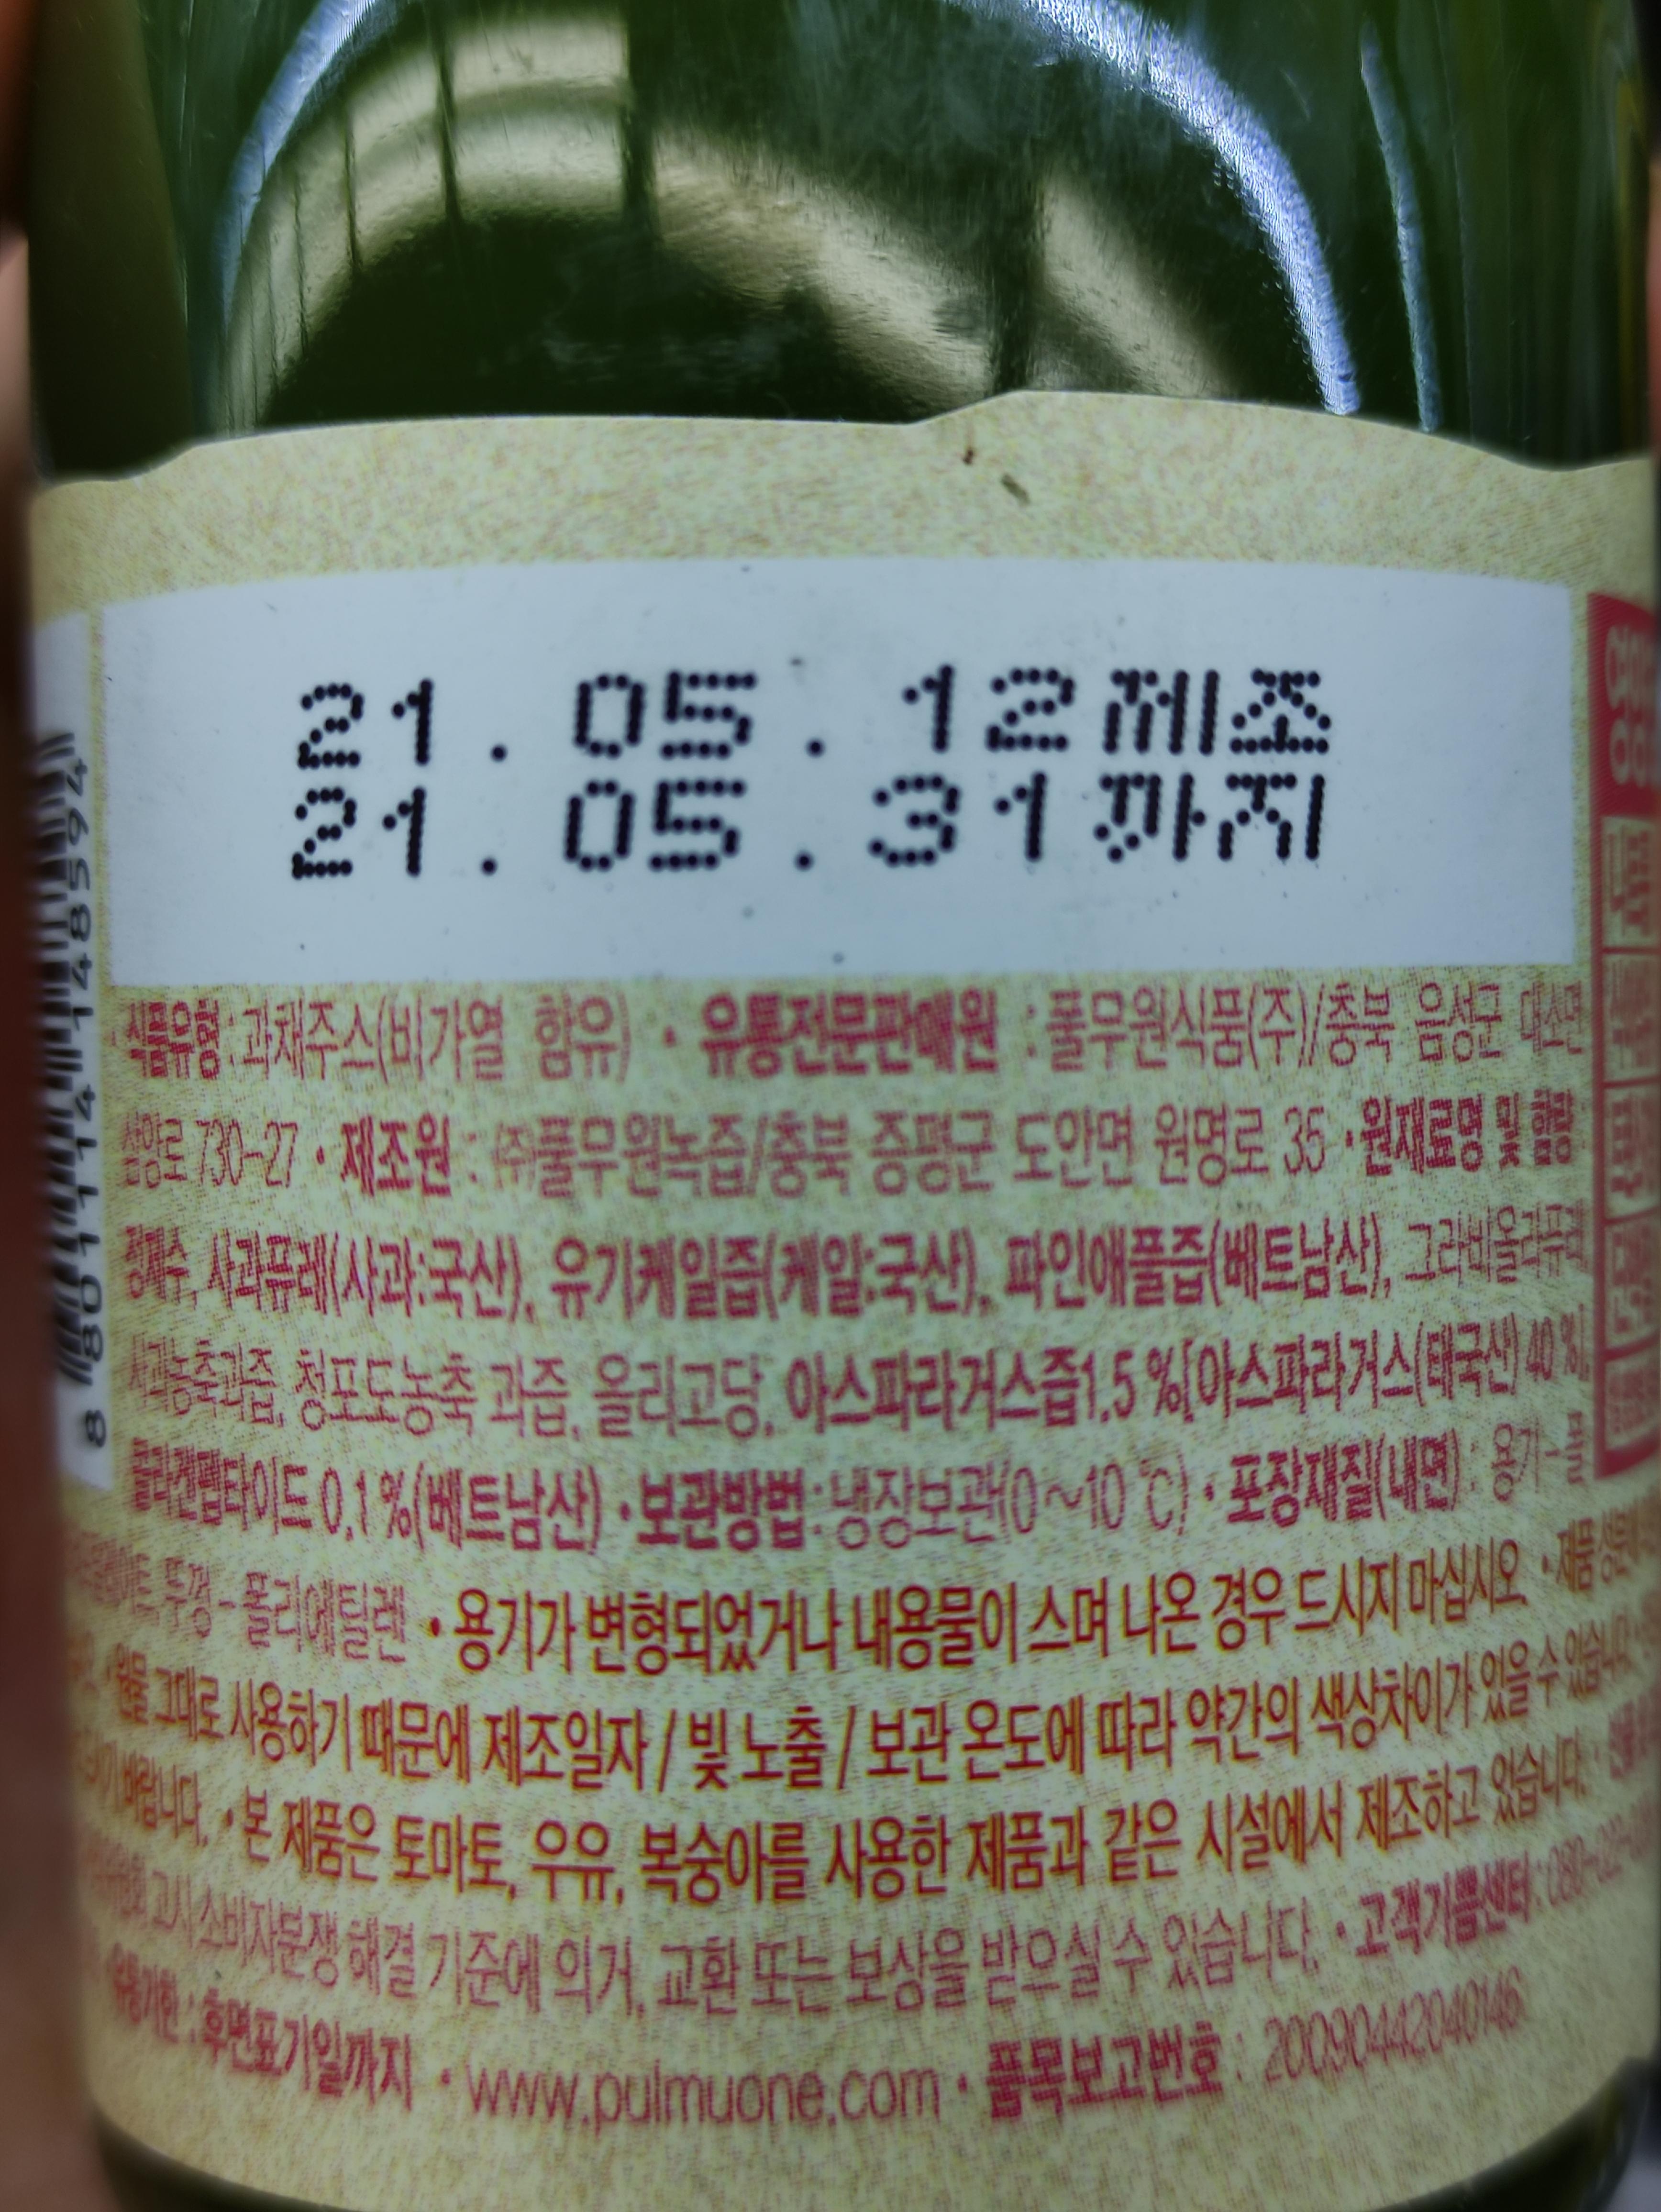 21.05.12제조
21.05.31까지
식품유형 : 과채주스(비가열 함유) · 유통전문판매원 : 풀무원식품(주)/충북 음성군 대소면
삼양로 730-27 · 제조원 : ㈜풀무원녹즙/충북 증평군 도안면 원명로 35 · 원재료명 및 함량
정제수, 사과퓨레(사과:국산), 유기케일즙(케일:국산), 파인애플즙(베트남산), 그라비올라퓨레
사과농축과즙, 청포도농축과즙, 올리고당, 아스파라거스즙1.5%[아스파라거스(태국산) 40%]
0.1%(베트남산) · 보관방법 : 냉장보관(0~10℃) · 포장재질(내면) : 용기-
뚜껑-폴리에틸렌 · 용기가 변형되었거나 내용물이 스며 나온 경우 드시지 마십시오 · 제품
원물 그대로 사용하기 때문에 제조일자 / 빛 노출 / 보관 온도에 따라 약간의 색상차이가 있을 수 있습니다.
바랍니다. · 본 제품은 토마토, 우유, 복숭아를 사용한 제품과 같은 시설에서 제조하고 있습니다.
고시 소비자분쟁 해결 기준에 의거, 교환 또는 보상을 받으실 수 있습니다. · 고객기쁨센터 : 080-022-
유통기한 : 후면표기일까지 · www.pulmuone.com · 품목보고번호 : 20090442040146
8 801114 148594